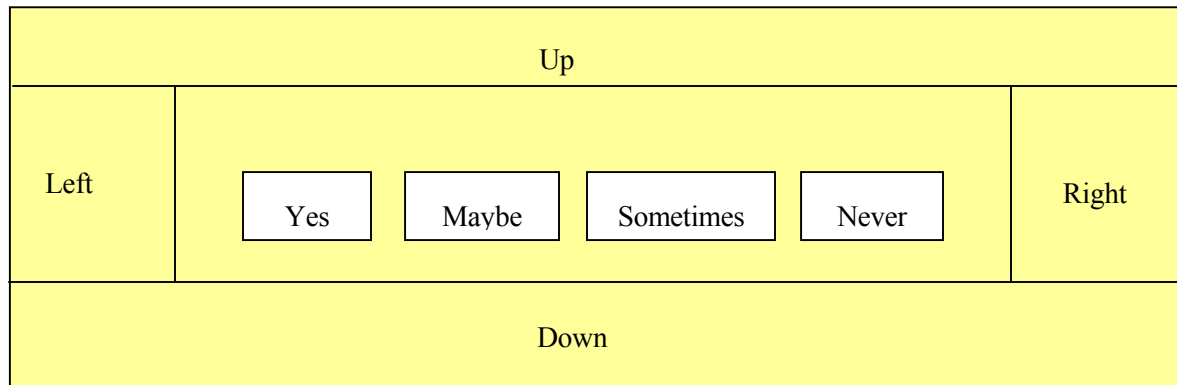 Up
Left
Yes
Maybe
Sometimes
Never
Right
Down